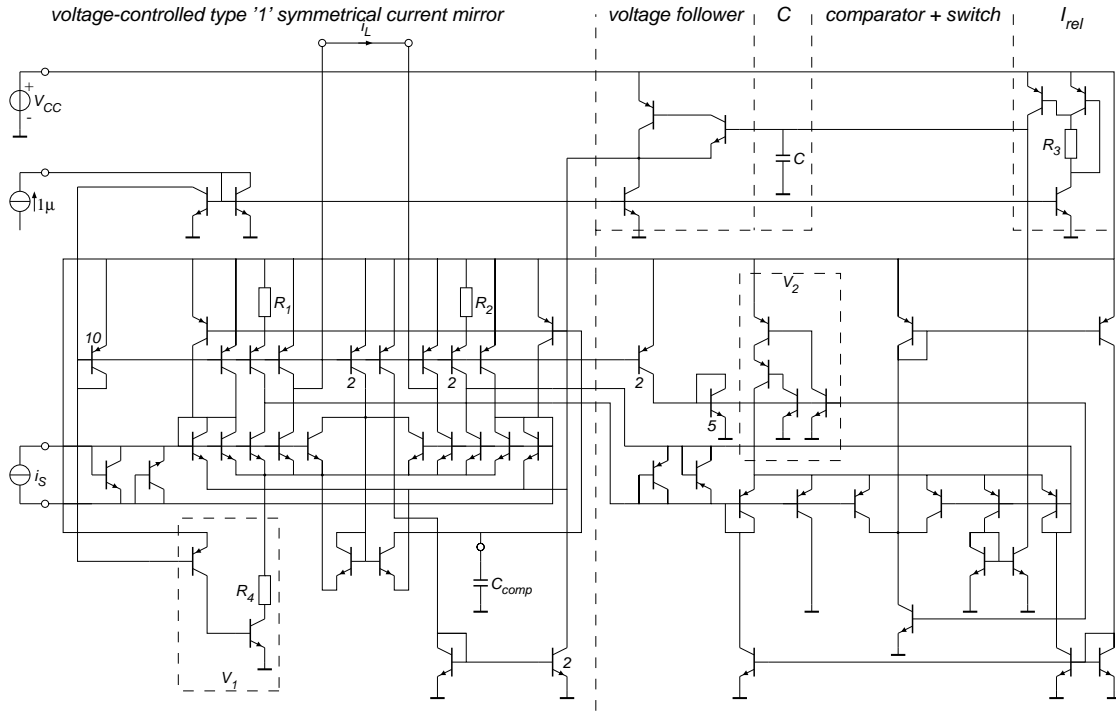 voltage-controlled type '1' symmetrical current mirror
voltage follower
C
comparator + switch
I_rel
i_L
+
V_CC
-
R_3
C
1μ
R_1
R_2
V_2
10
2
2
2
5
i_S
R_4
C_comp
2
V_1